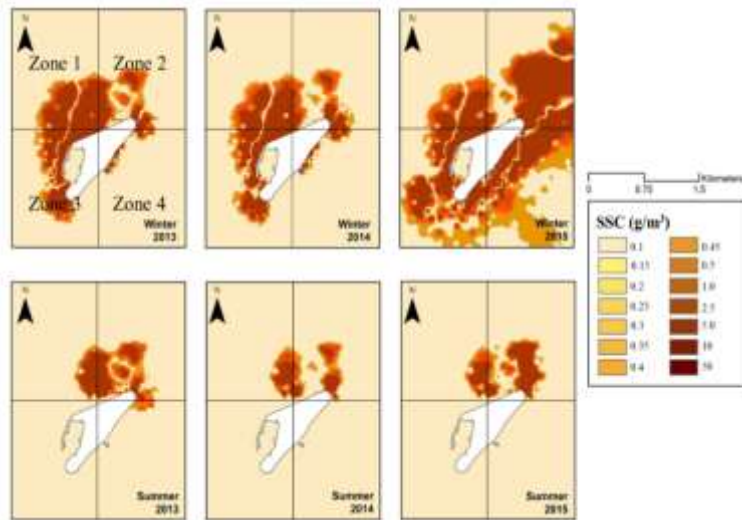 N
N
N
Zone 1
Zone 2
Zone 3
Zone 4
Winter
2013
Winter
2014
Winter
2015
Kilometers
0
0.75
1.5
SSC (g/m³)
0.1
0.15
0.2
0.25
0.3
0.35
0.4
0.45
0.5
1.0
2.5
5.0
10
50
N
N
N
Summer
2013
Summer
2014
Summer
2015